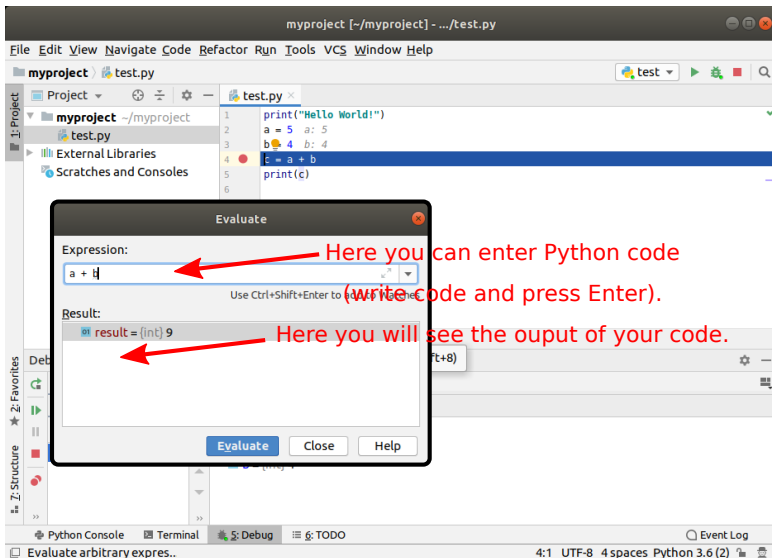 myproject [~/myproject] - .../test.py
File Edit View Navigate Code Refactor Run Tools VCS Window Help
myproject test.py
test
Project
test.py
1: Project
myproject ~/myproject
test.py
External Libraries
Scratches and Consoles
1 print("Hello World!")
2 a = 5 a: 5
3 b 4 b: 4
4 c = a + b
5 print(c)
6
Evaluate
Expression:
a + b
Use Ctrl+Shift+Enter to add to Watches
Result:
result = {int} 9
Here you can enter Python code
(write code and press Enter).
Here you will see the ouput of your code.
Deb
ft+8)
2: Favorites
7: Structure
Evaluate Close Help
Python Console Terminal 5: Debug 6: TODO Event Log
Evaluate arbitrary expres.. 4:1 UTF-8 4 spaces Python 3.6 (2)